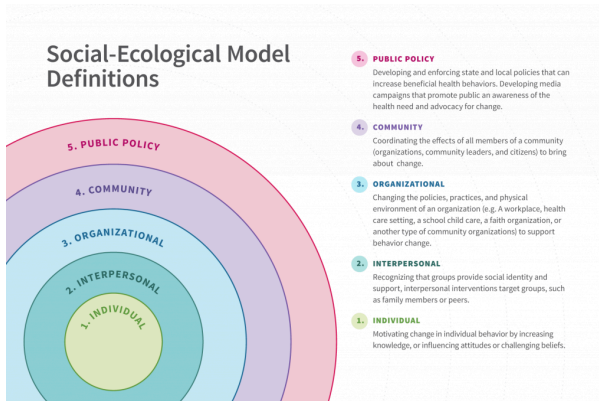 Social-Ecological Model
Definitions
5. PUBLIC POLICY
4. COMMUNITY
3. ORGANIZATIONAL
2. INTERPERSONAL
1. INDIVIDUAL
5. PUBLIC POLICY
Developing and enforcing state and local policies that can
increase beneficial health behaviors. Developing media
campaigns that promote public an awareness of the
health need and advocacy for change.
4. COMMUNITY
Coordinating the effects of all members of a community
(organizations, community leaders, and citizens) to bring
about change.
3. ORGANIZATIONAL
Changing the policies, practices, and physical
environment of an organization (e.g. A workplace, health
care setting, a school child care, a faith organization, or
another type of community organizations) to support
behavior change.
2. INTERPERSONAL
Recognizing that groups provide social identity and
support, interpersonal interventions target groups, such
as family members or peers.
1. INDIVIDUAL
Motivating change in individual behavior by increasing
knowledge, or influencing attitudes or challenging beliefs.